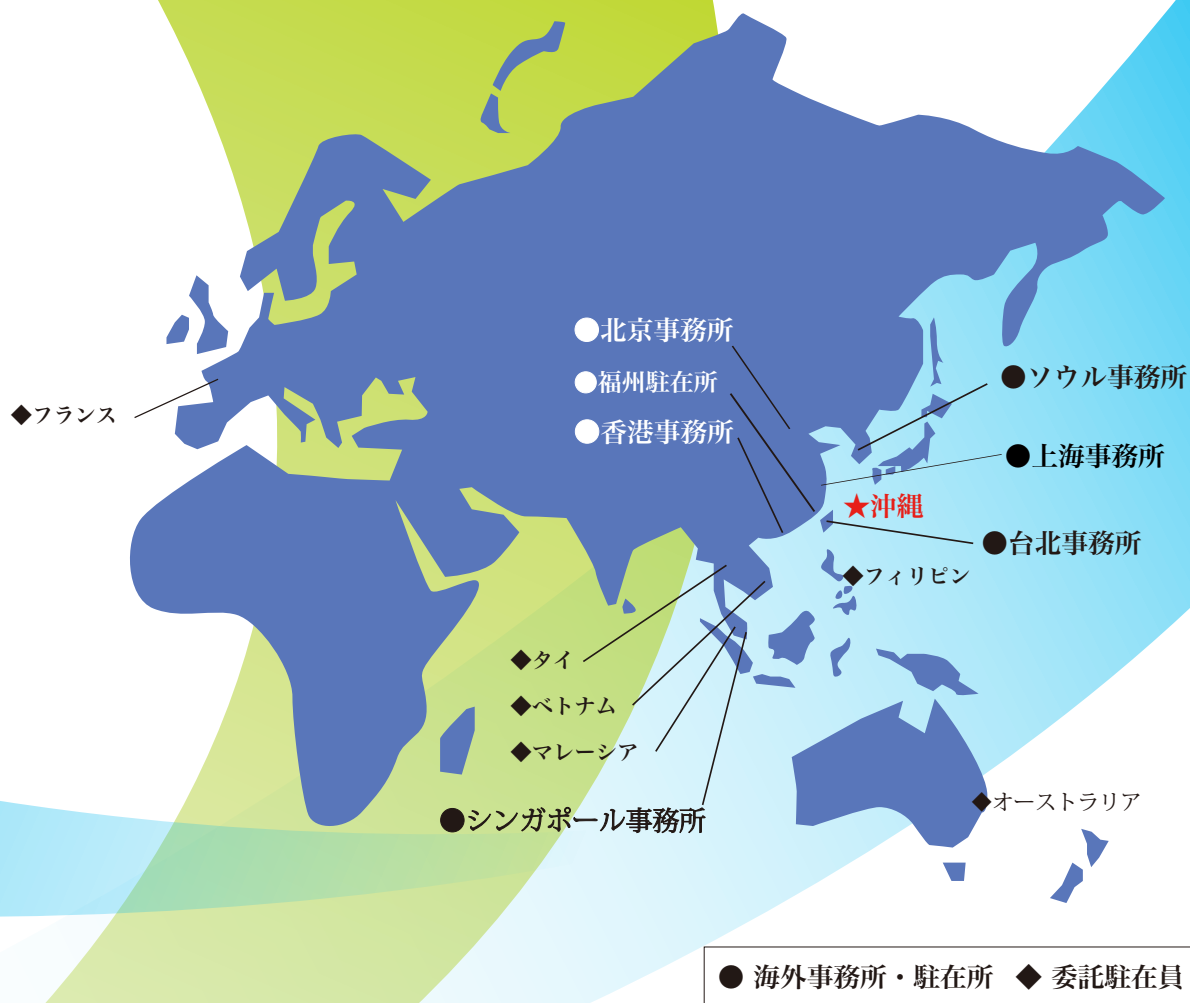 ●北京事務所
●福州駐在所
●香港事務所
●ソウル事務所
◆フランス
●上海事務所
★沖縄
●台北事務所
◆フィリピン
◆タイ
◆ベトナム
◆マレーシア
●シンガポール事務所
◆オーストラリア
● 海外事務所・駐在所 ◆ 委託駐在員